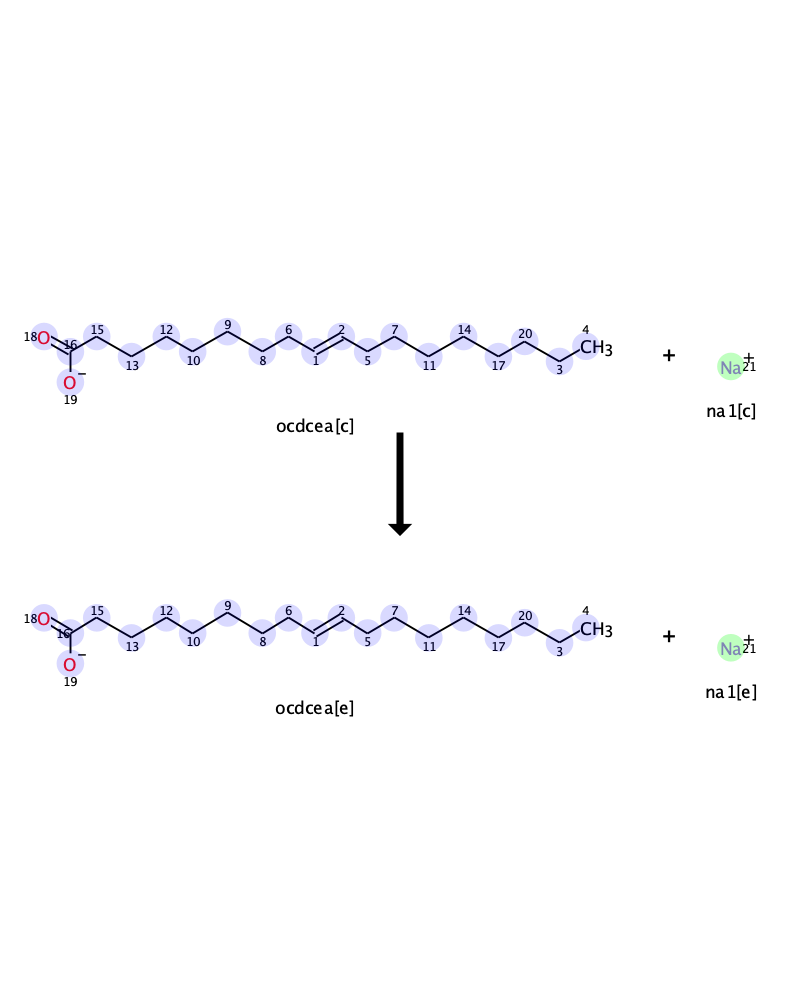 4
15 12 9 6 2 7 14 20
18 O 16 CH3 + Na+ 21
13 10 8 1 5 11 17 3
O−
19
na1[c]
ocdcea[c]
4
15 12 9 6 2 7 14 20
18 O 16 CH3 + Na+ 21
13 10 8 1 5 11 17 3
O−
19
na1[e]
ocdcea[e]